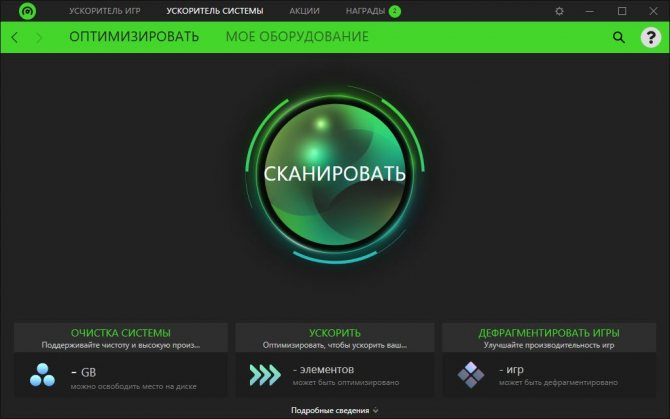 УСКОРИТЕЛЬ ИГР УСКОРИТЕЛЬ СИСТЕМЫ АКЦИИ НАГРАДЫ 2
ОПТИМИЗИРОВАТЬ МОЕ ОБОРУДОВАНИЕ ?
СКАНИРОВАТЬ
ОЧИСТКА СИСТЕМЫ
Поддерживайте чистоту и высокую произ...
- GB
можно освободить место на диске
УСКОРИТЬ
Оптимизировать, чтобы ускорить ваш...
- элементов
может быть оптимизировано
ДЕФРАГМЕНТИРОВАТЬ ИГРЫ
Улучшайте производительность игр
- игр
может быть дефрагментировано
Подробные сведения